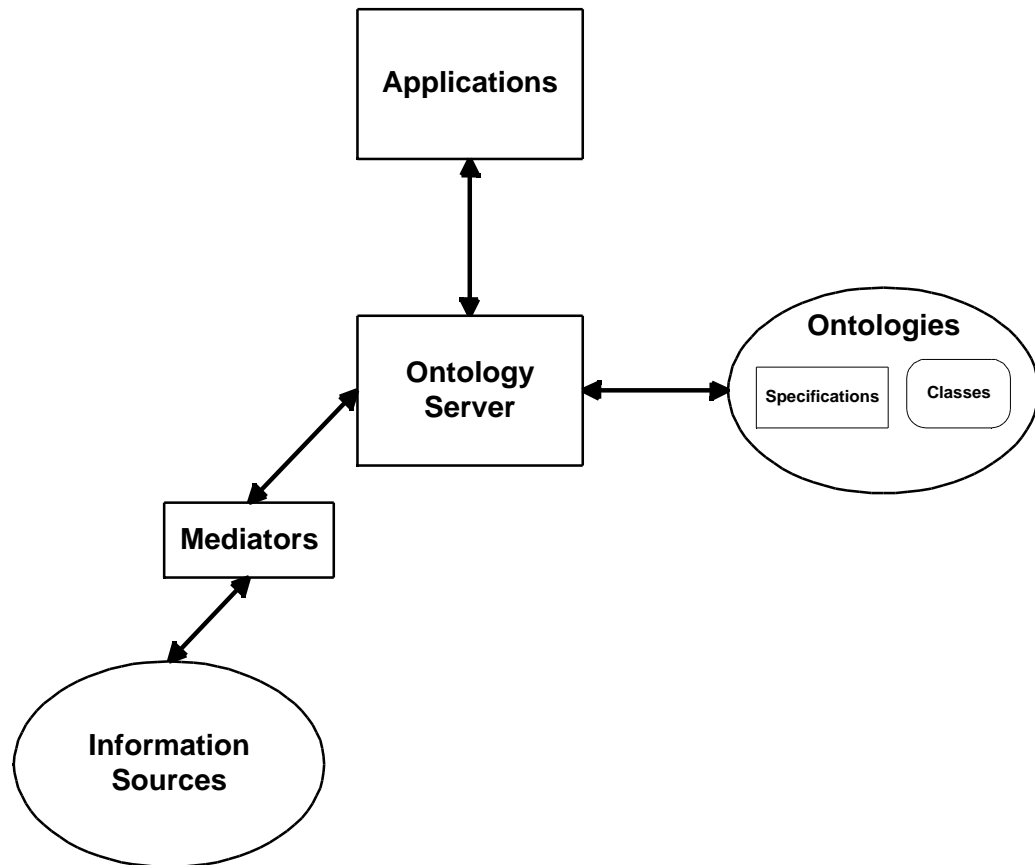 Applications
Ontology
Server
Ontologies
Specifications
Classes
Mediators
Information
Sources